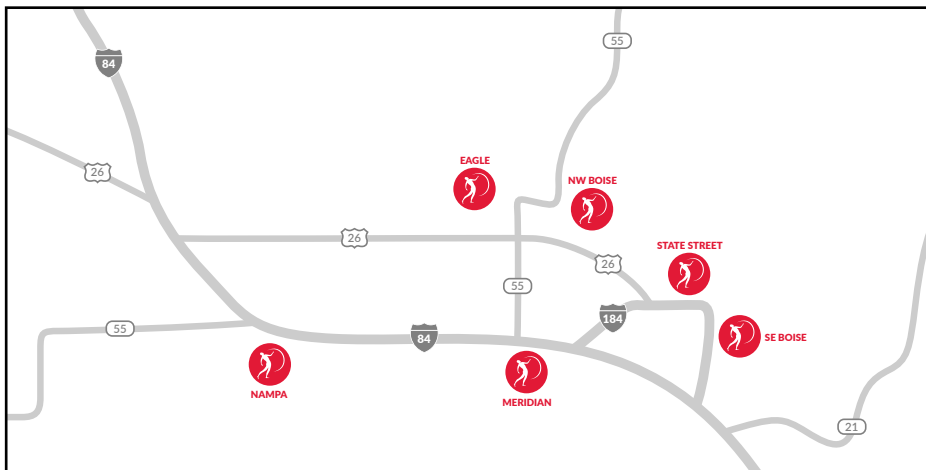 55
84
EAGLE
26
NW BOISE
26
STATE STREET
26
55
184
55
84
SE BOISE
NAMPA
MERIDIAN
21